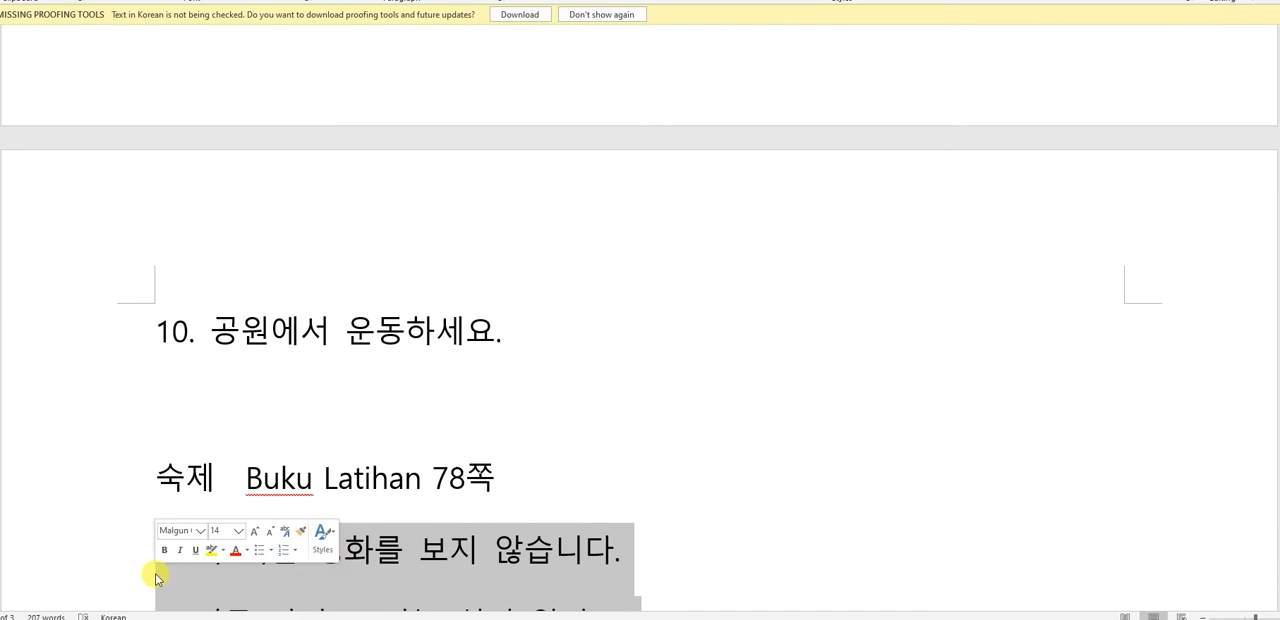 MISSING PROOFING TOOLS Text in Korean is not being checked. Do you want to download proofing tools and future updates? Download Don't show again
10. 공원에서 운동하세요.
숙제 Buku Latihan 78쪽
Malgun 14
Styles
보지 않습니다.
of 3 207 words Korean